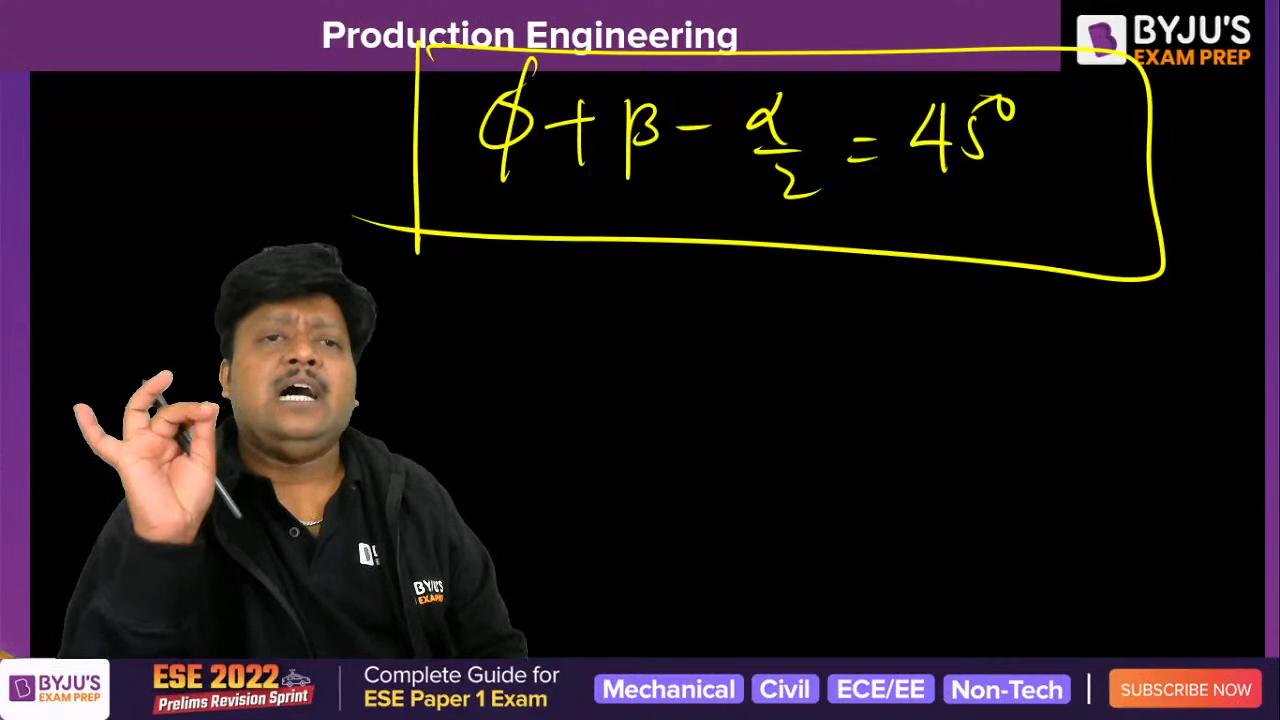 Production Engineering
BYJU'S
EXAM PREP
ϕ + β - α/2 = 45°
BYJU'S
EXAM
BYJU'S
EXAM PREP
ESE 2022
Prelims Revision Sprint
Complete Guide for
ESE Paper 1 Exam
Mechanical
Civil
ECE/EE
Non-Tech
SUBSCRIBE NOW